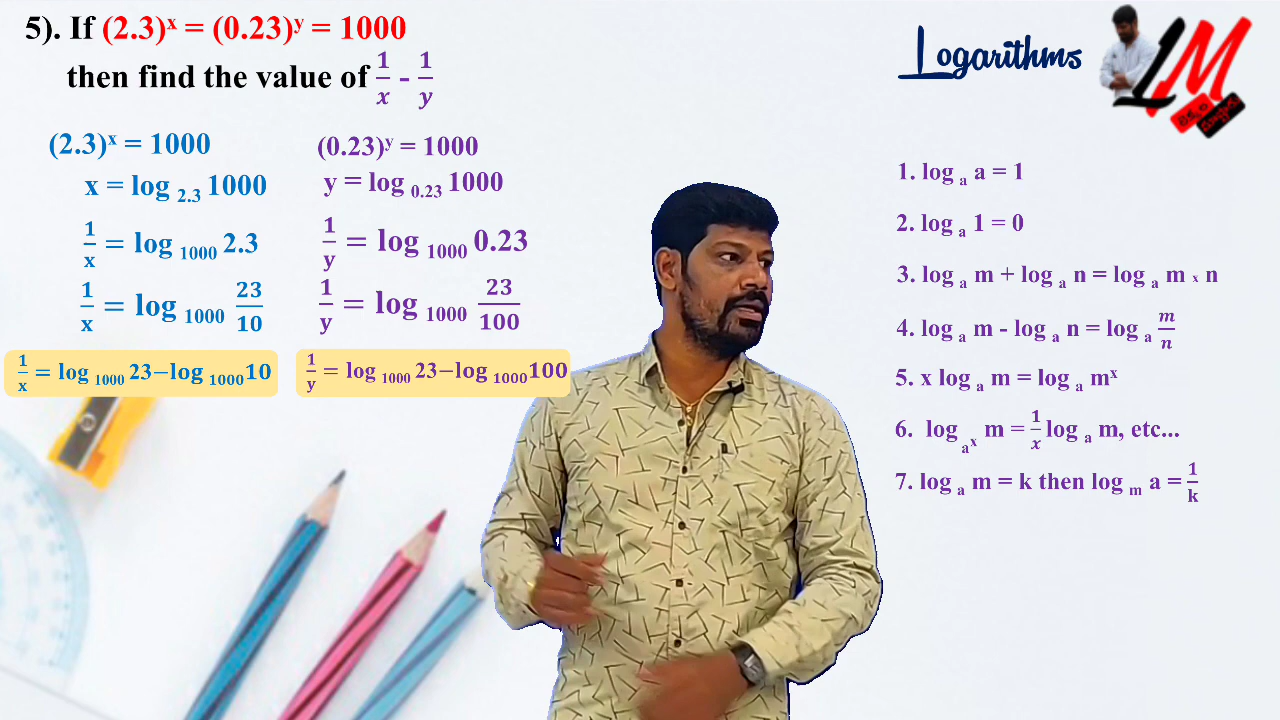 5). If (2.3)ˣ = (0.23)ʸ = 1000
then find the value of 1/x - 1/y
(2.3)ˣ = 1000
x = log ₂.₃ 1000
1/x = log ₁₀₀₀ 2.3
1/x = log ₁₀₀₀ 23/10
1/x = log ₁₀₀₀ 23−log ₁₀₀₀10
(0.23)ʸ = 1000
y = log ₀.₂₃ 1000
1/y = log ₁₀₀₀ 0.23
1/y = log ₁₀₀₀ 23/100
1/y = log ₁₀₀₀ 23−log ₁₀₀₀100
Logarithms
LM
1. log ₐ a = 1
2. log ₐ 1 = 0
3. log ₐ m + log ₐ n = log ₐ m ₓ n
4. log ₐ m - log ₐ n = log ₐ m/n
5. x log ₐ m = log ₐ mˣ
6. log ₐˣ m = 1/x log ₐ m, etc...
7. log ₐ m = k then log ₘ a = 1/k